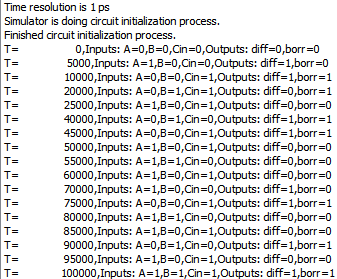 Time resolution is 1 ps
Simulator is doing circuit initialization process.
Finished circuit initialization process.
T= 0,Inputs: A=0,B=0,Cin=0,Outputs: diff=0,borr=0
T= 5000,Inputs: A=1,B=0,Cin=0,Outputs: diff=1,borr=0
T= 10000,Inputs: A=0,B=0,Cin=1,Outputs: diff=1,borr=1
T= 20000,Inputs: A=1,B=1,Cin=1,Outputs: diff=1,borr=1
T= 25000,Inputs: A=1,B=0,Cin=1,Outputs: diff=0,borr=0
T= 40000,Inputs: A=0,B=1,Cin=1,Outputs: diff=0,borr=1
T= 45000,Inputs: A=0,B=1,Cin=0,Outputs: diff=1,borr=1
T= 50000,Inputs: A=1,B=0,Cin=1,Outputs: diff=0,borr=0
T= 55000,Inputs: A=1,B=1,Cin=0,Outputs: diff=0,borr=0
T= 60000,Inputs: A=1,B=0,Cin=0,Outputs: diff=1,borr=0
T= 70000,Inputs: A=1,B=1,Cin=0,Outputs: diff=0,borr=0
T= 75000,Inputs: A=0,B=0,Cin=1,Outputs: diff=1,borr=1
T= 80000,Inputs: A=1,B=1,Cin=0,Outputs: diff=0,borr=0
T= 85000,Inputs: A=1,B=0,Cin=1,Outputs: diff=0,borr=0
T= 90000,Inputs: A=0,B=1,Cin=1,Outputs: diff=0,borr=1
T= 95000,Inputs: A=1,B=0,Cin=1,Outputs: diff=0,borr=0
T= 100000,Inputs: A=1,B=1,Cin=1,Outputs: diff=1,borr=1